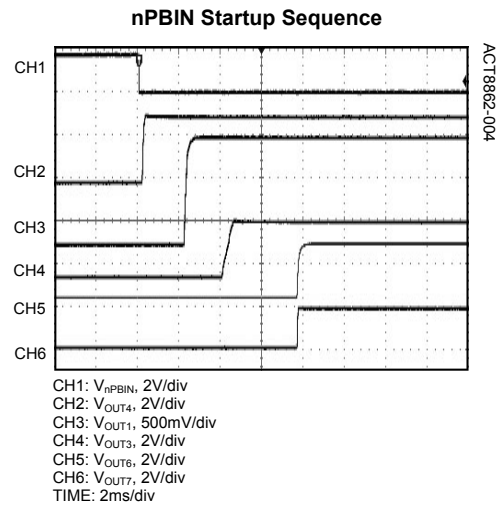 nPBIN Startup Sequence
ACT8862-004
CH1
CH2
CH3
CH4
CH5
CH6
CH1: VnPBIN, 2V/div
CH2: VOUT4, 2V/div
CH3: VOUT1, 500mV/div
CH4: VOUT3, 2V/div
CH5: VOUT6, 2V/div
CH6: VOUT7, 2V/div
TIME: 2ms/div